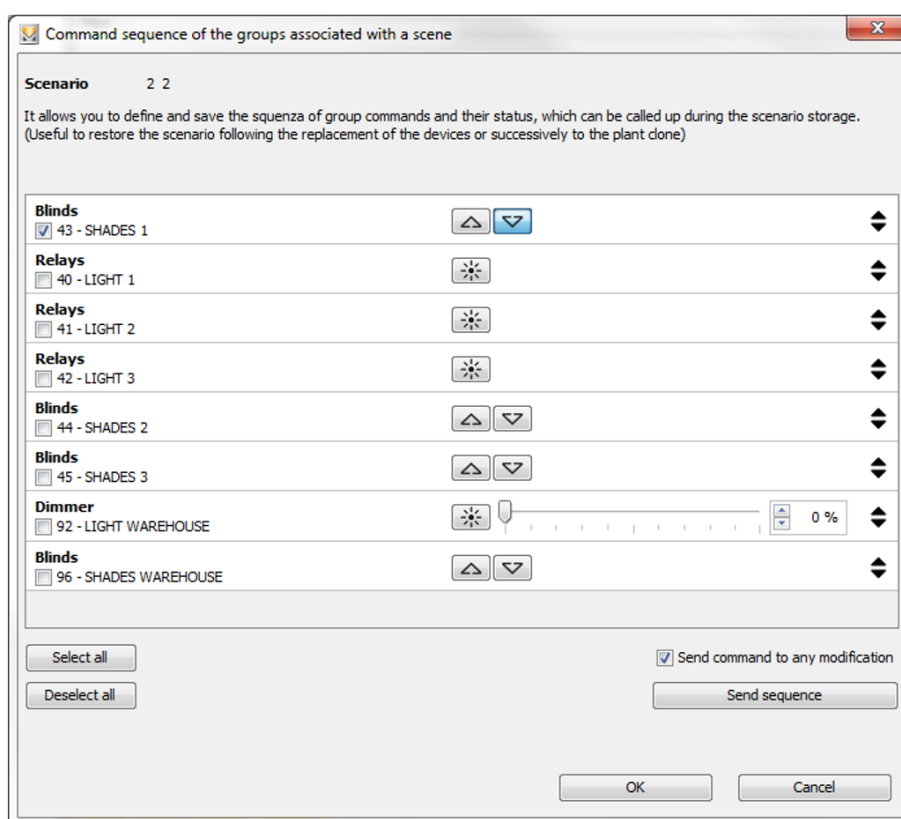 Command sequence of the groups associated with a scene
Scenario 2 2
It allows you to define and save the squenza of group commands and their status, which can be called up during the scenario storage.
(Useful to restore the scenario following the replacement of the devices or successively to the plant clone)
Blinds
43 - SHADES 1
Relays
40 - LIGHT 1
Relays
41 - LIGHT 2
Relays
42 - LIGHT 3
Blinds
44 - SHADES 2
Blinds
45 - SHADES 3
Dimmer
92 - LIGHT WAREHOUSE 0 %
Blinds
96 - SHADES WAREHOUSE
Select all Send command to any modification
Deselect all Send sequence
OK Cancel